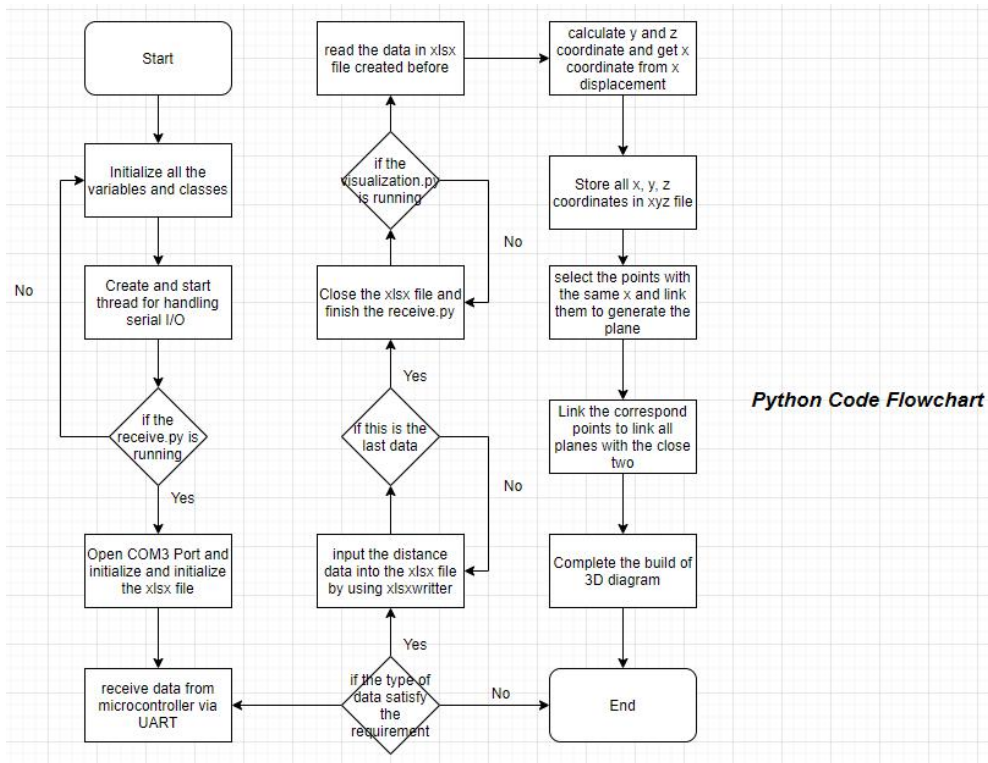 Start
Initialize all the
variables and classes
No
Create and start
thread for handling
serial I/O
if the
receive.py is
running
Yes
Open COM3 Port and
initialize and initialize
the xlsx file
receive data from
microcontroller via
UART
read the data in xlsx
file created before
if the
visualization.py
is running
No
Close the xlsx file and
finish the receive.py
Yes
if this is the
last data
No
input the distance
data into the xlsx file
by using xlsxwritter
Yes
if the type of
data satisfy
the
requirement
No
calculate y and z
coordinate and get x
coordinate from x
displacement
Store all x, y, z
coordinates in xyz file
select the points with
the same x and link
them to generate the
plane
Link the correspond
points to link all
planes with the close
two
Complete the build of
3D diagram
End
Python Code Flowchart